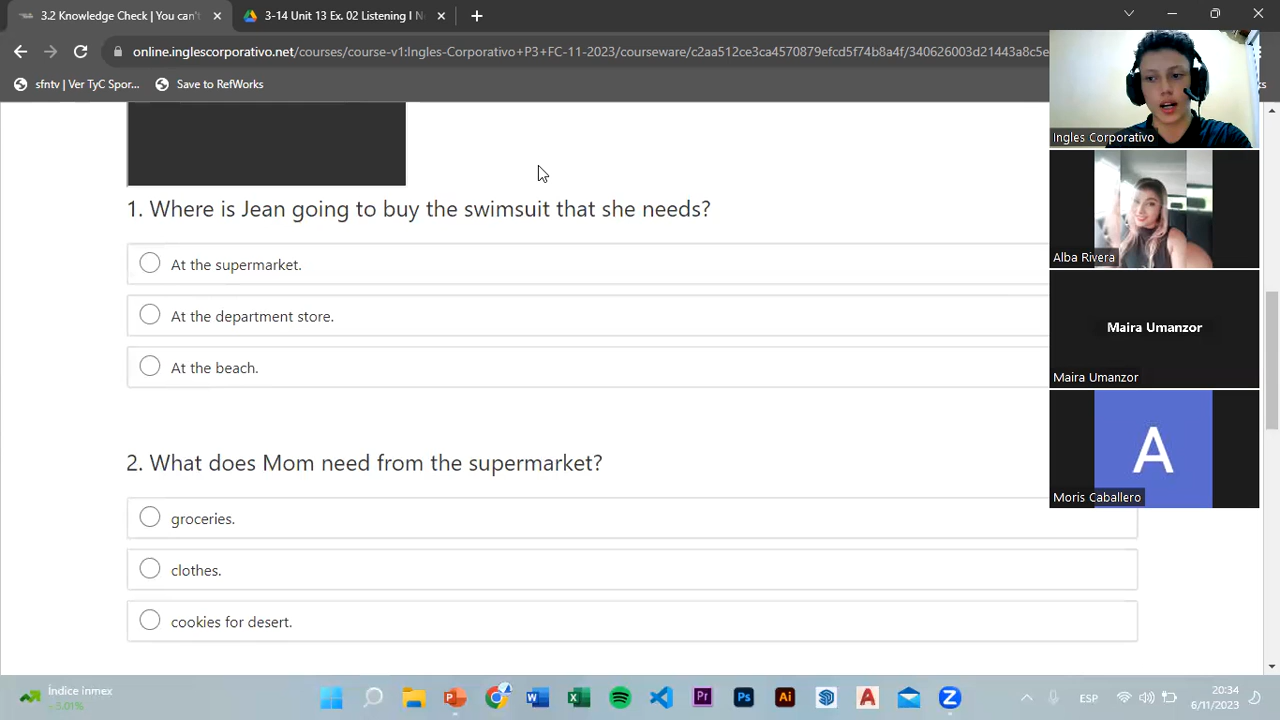 3.2 Knowledge Check | You can't
3-14 Unit 13 Ex. 02 Listening I N
online.inglescorporativo.net/courses/course-v1:Ingles-Corporativo+P3+FC-11-2023/courseware/c2aa512ce3ca4570879efcd5f74b8a4f/340626003d21443a8c5e
sfntv | Ver TyC Spor...
Save to RefWorks
1. Where is Jean going to buy the swimsuit that she needs?
At the supermarket.
At the department store.
At the beach.
2. What does Mom need from the supermarket?
groceries.
clothes.
cookies for desert.
Ingles Corporativo
Alba Rivera
Maira Umanzor
Maira Umanzor
A
Moris Caballero
Índice inmex
ESP
20:34
6/11/2023